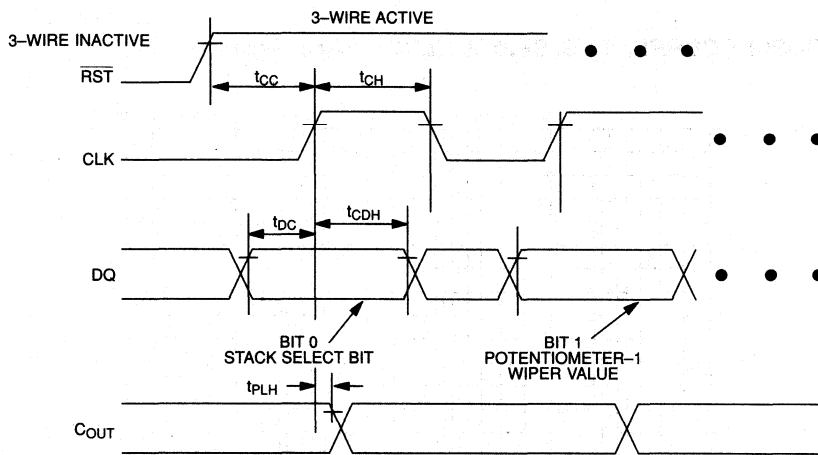 3–WIRE ACTIVE
3–WIRE INACTIVE
RST
tCC
tCH
CLK
tDC
tCDH
DQ
BIT 0
STACK SELECT BIT
BIT 1
POTENTIOMETER–1
WIPER VALUE
tPLH
COUT